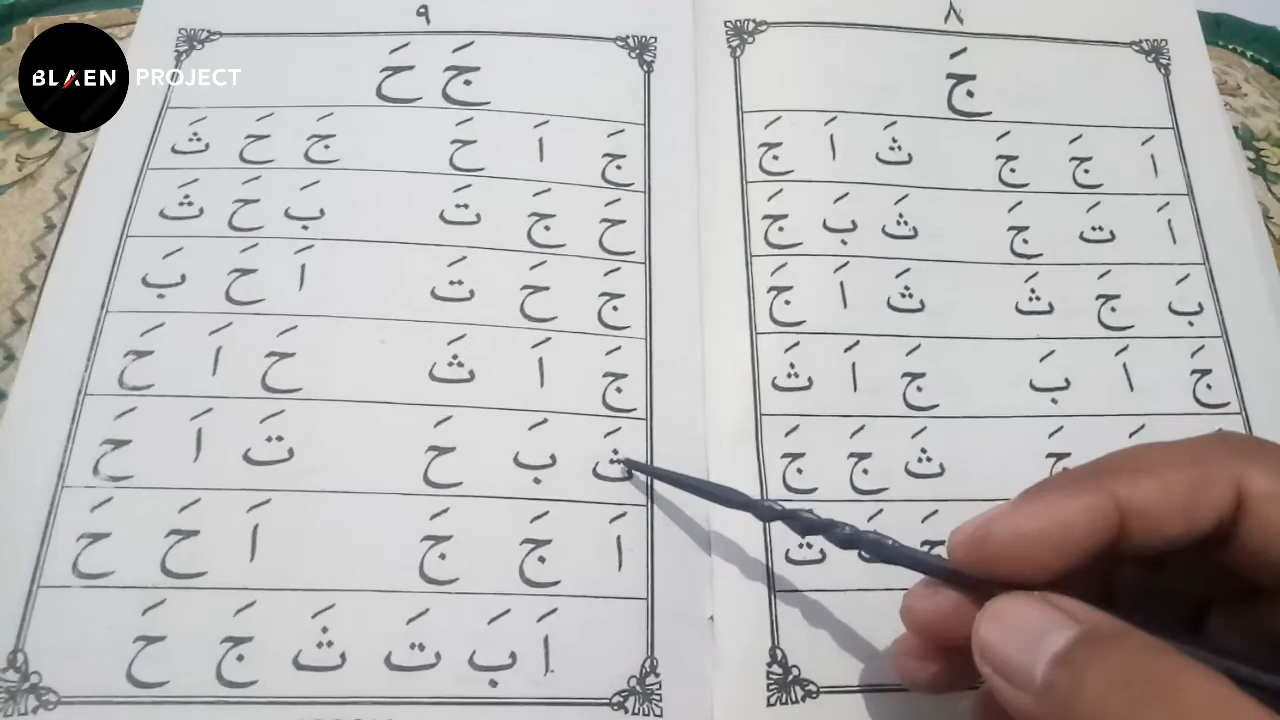 BLAEN PROJECT
٨
جَ
اَ جَ جَ ثَ اَ جَ
اَ تَ جَ ثَ بَ جَ
بَ جَ ثَ ثَ اَ جَ
جَ اَ بَ جَ اَ ثَ
جَ ثَ جَ جَ
تَ
٩
جَ حَ
جَ اَ حَ جَ حَ ثَ
حَ جَ تَ بَ حَ ثَ
جَ حَ تَ اَ حَ بَ
جَ اَ ثَ حَ اَ حَ
ثَ بَ حَ تَ اَ حَ
اَ جَ جَ اَ حَ حَ
اَ بَ تَ ثَ جَ حَ